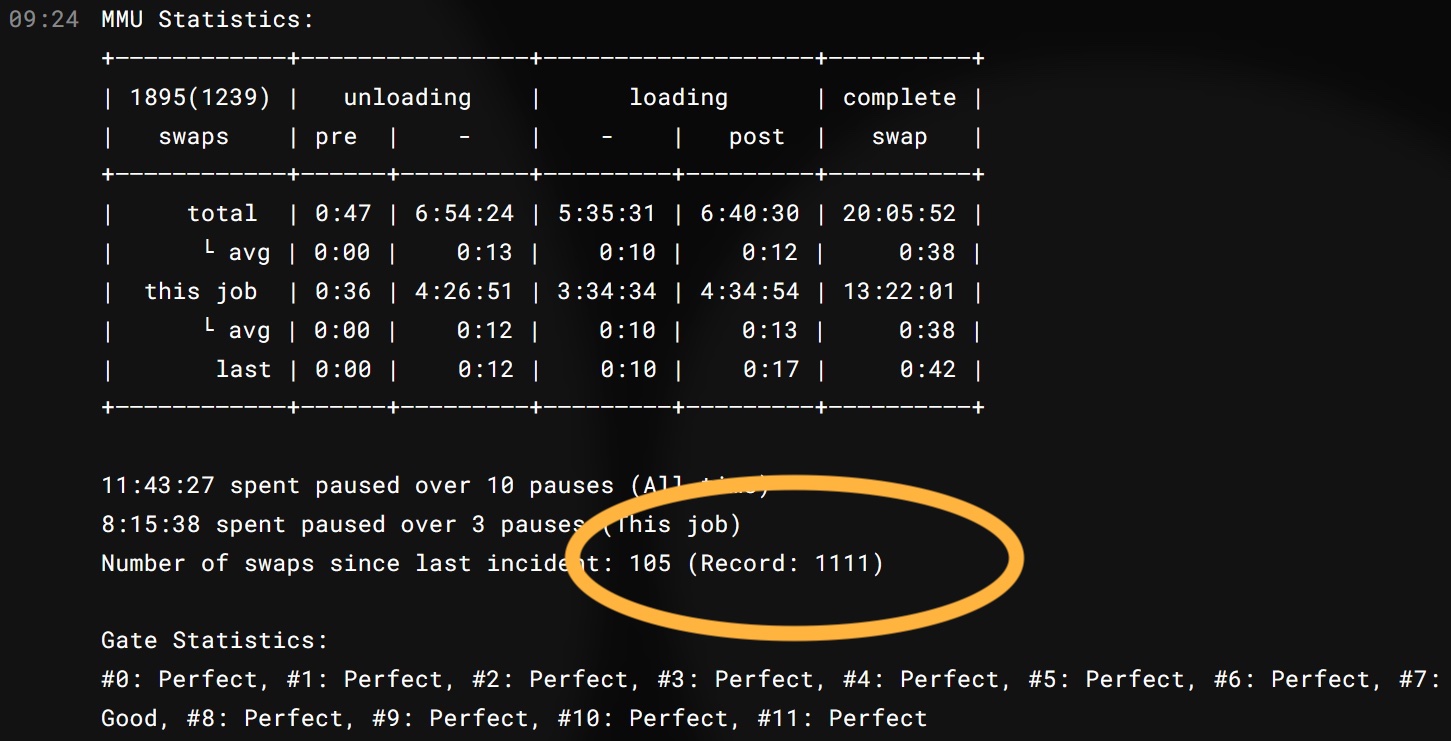 09:24 MMU Statistics:
+------------+----------------+-------------------+----------+
| 1895(1239) | unloading | loading | complete |
| swaps | pre | - | - | post | swap |
+------------+------+---------+---------+---------+----------+
| total | 0:47 | 6:54:24 | 5:35:31 | 6:40:30 | 20:05:52 |
| └ avg | 0:00 | 0:13 | 0:10 | 0:12 | 0:38 |
| this job | 0:36 | 4:26:51 | 3:34:34 | 4:34:54 | 13:22:01 |
| └ avg | 0:00 | 0:12 | 0:10 | 0:13 | 0:38 |
| last | 0:00 | 0:12 | 0:10 | 0:17 | 0:42 |
+------------+------+---------+---------+---------+----------+
11:43:27 spent paused over 10 pauses (All time)
8:15:38 spent paused over 3 pauses (This job)
Number of swaps since last incident: 105 (Record: 1111)
Gate Statistics:
#0: Perfect, #1: Perfect, #2: Perfect, #3: Perfect, #4: Perfect, #5: Perfect, #6: Perfect, #7:
Good, #8: Perfect, #9: Perfect, #10: Perfect, #11: Perfect